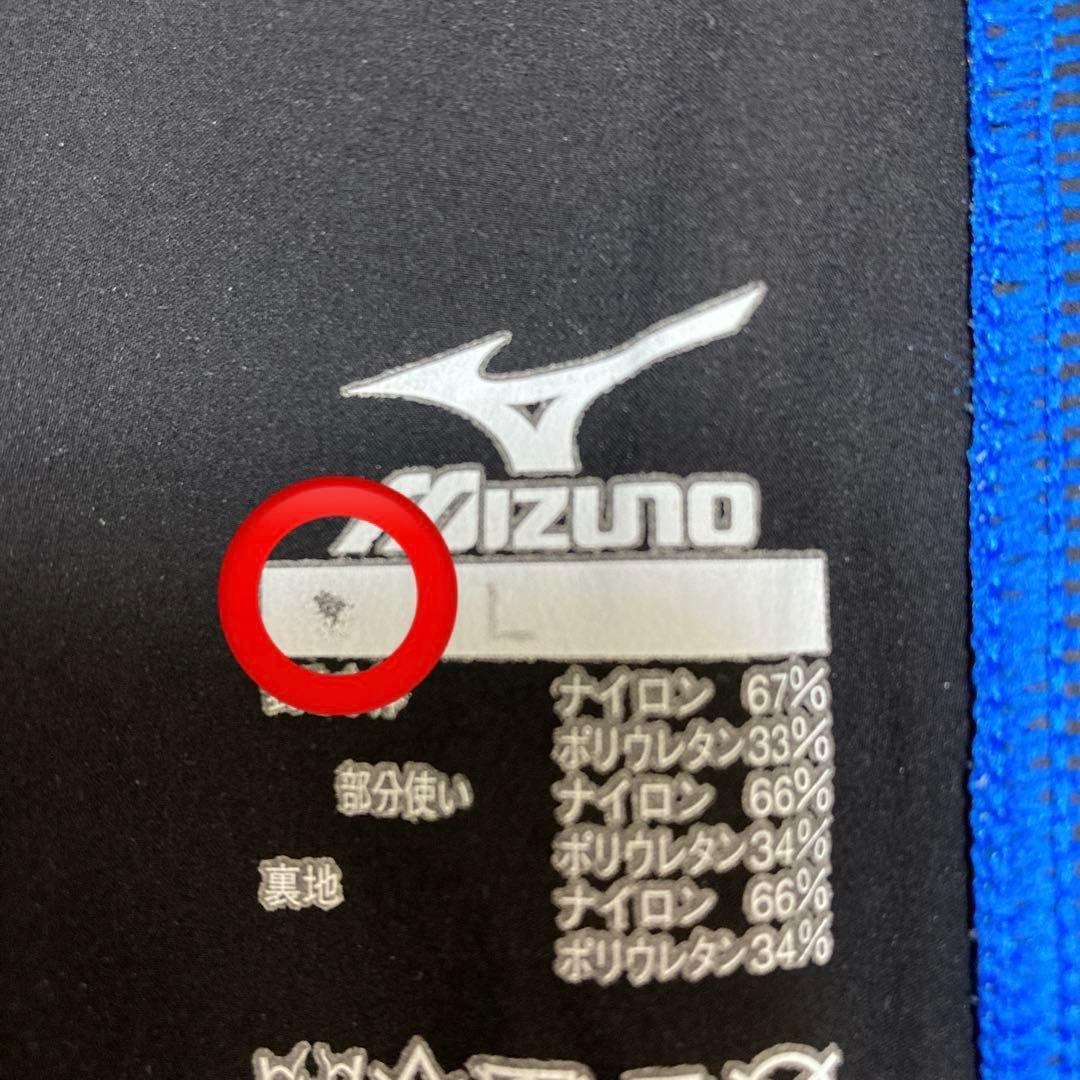 MIZUNO
L
ナイロン 67%
ポリウレタン33%
部分使い ナイロン 66%
ポリウレタン34%
裏地 ナイロン 66%
ポリウレタン34%